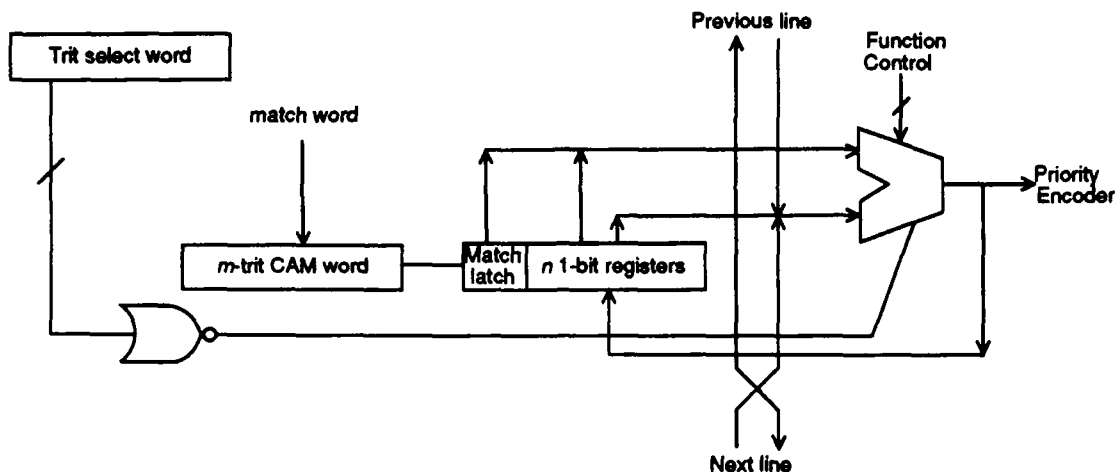 Previous line
Trit select word
Function
Control
match word
Priority
Encoder
m-trit CAM word
Match
latch
n 1-bit registers
Next line